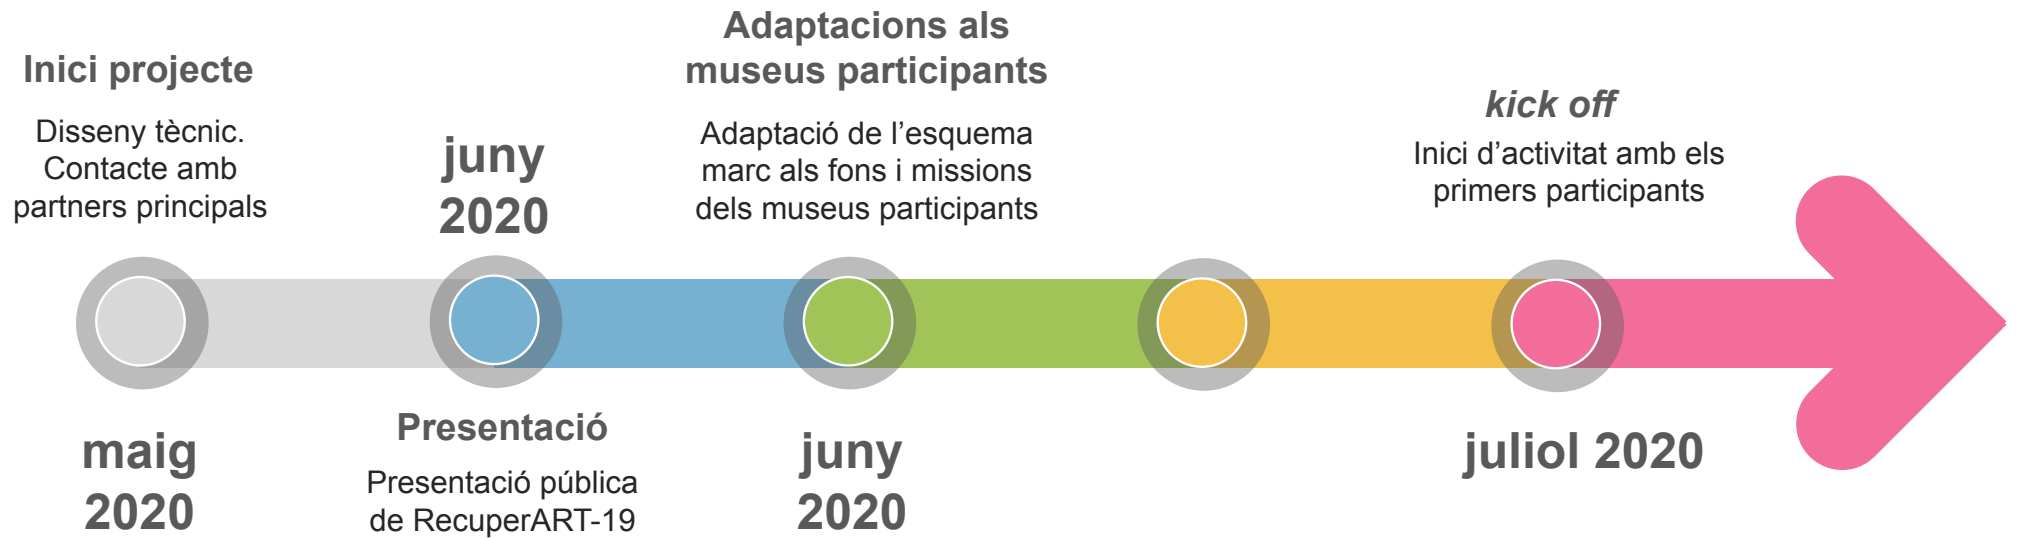 Inici projecte
Disseny tècnic.
Contacte amb
partners principals
maig
2020
juny
2020
Presentació
Presentació pública
de RecuperART-19
Adaptacions als
museus participants
Adaptació de l’esquema
marc als fons i missions
dels museus participants
juny
2020
kick off
Inici d’activitat amb els
primers participants
juliol 2020